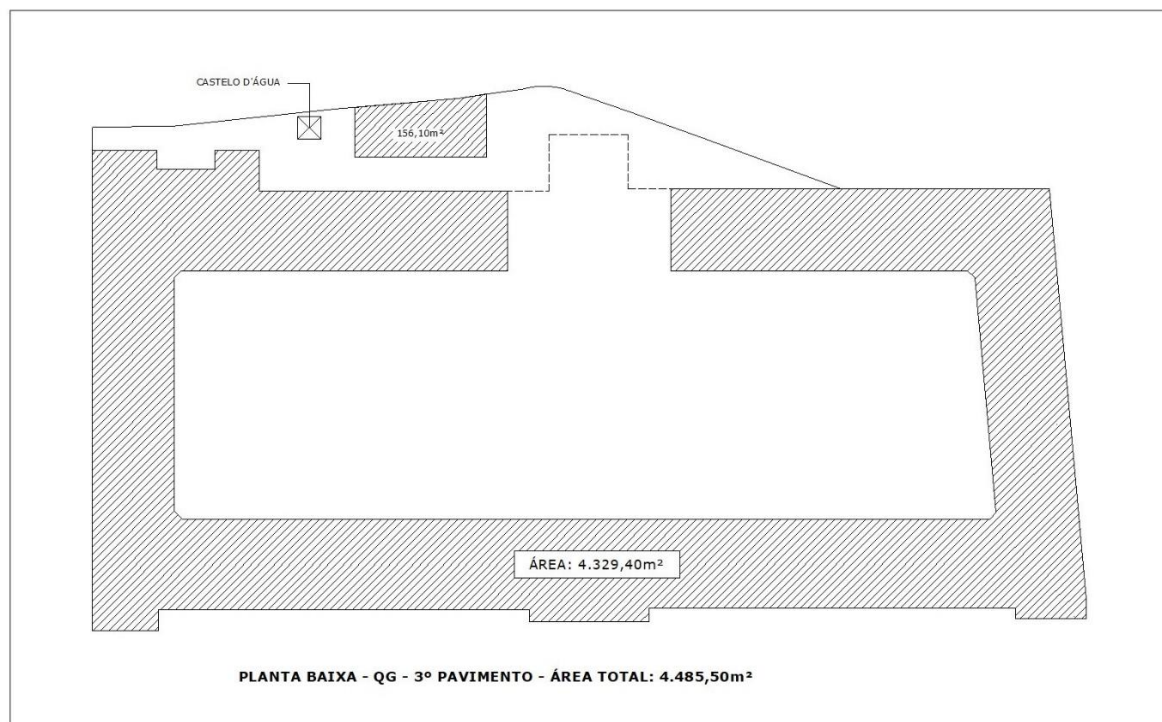 CASTELO D'ÁGUA
156,10m²
ÁREA: 4.329,40m²
PLANTA BAIXA - QG - 3º PAVIMENTO - ÁREA TOTAL: 4.485,50m²